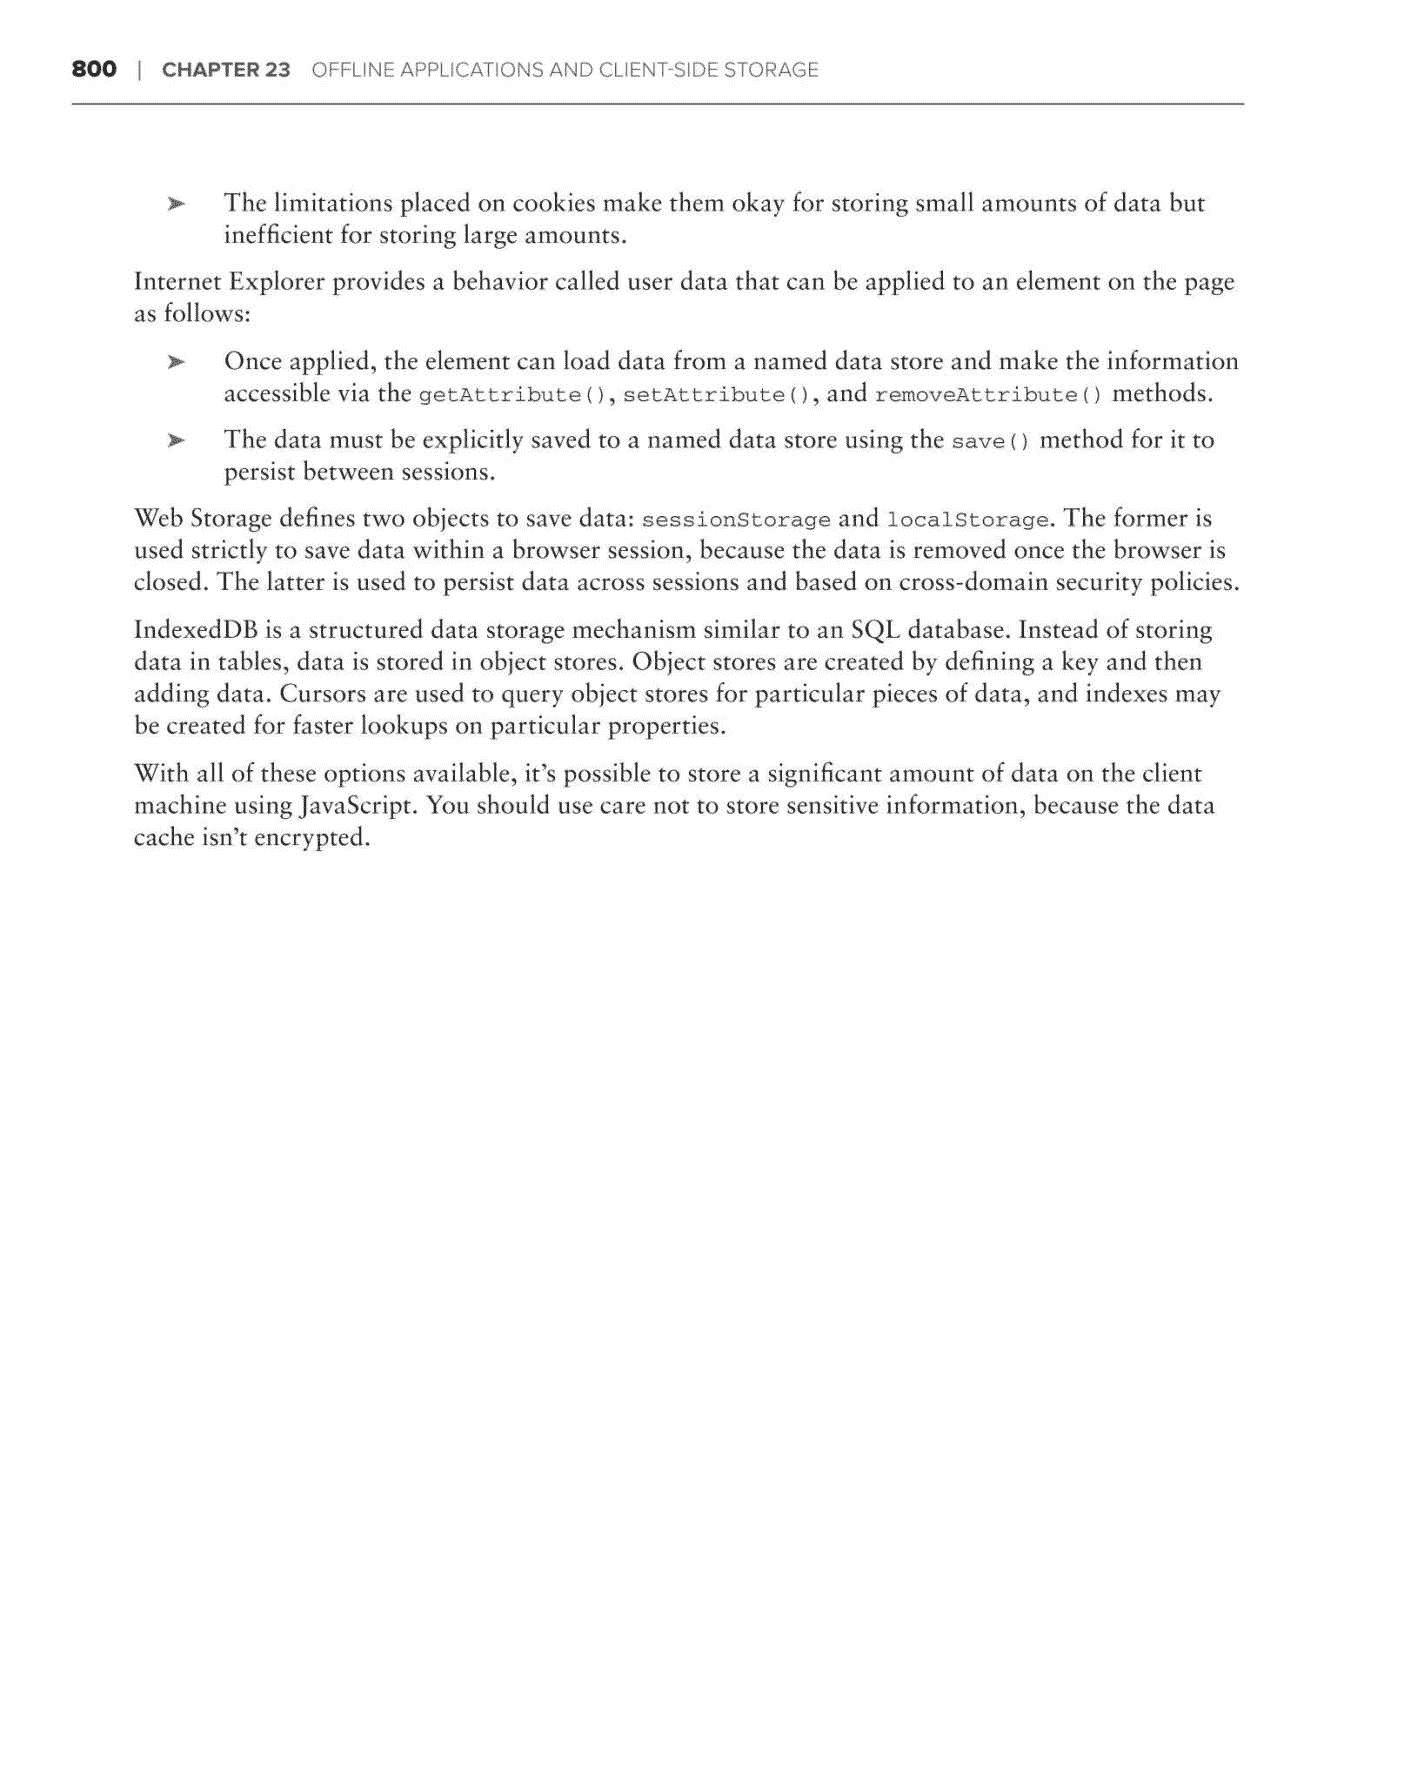 800 | CHAPTER 23 OFFLINE APPLICATIONS AND CLIENT-SIDE STORAGE
➤ The limitations placed on cookies make them okay for storing small amounts of data but
inefficient for storing large amounts.
Internet Explorer provides a behavior called user data that can be applied to an element on the page
as follows:
➤ Once applied, the element can load data from a named data store and make the information
accessible via the getAttribute(), setAttribute(), and removeAttribute() methods.
➤ The data must be explicitly saved to a named data store using the save() method for it to
persist between sessions.
Web Storage defines two objects to save data: sessionStorage and localStorage. The former is
used strictly to save data within a browser session, because the data is removed once the browser is
closed. The latter is used to persist data across sessions and based on cross-domain security policies.
IndexedDB is a structured data storage mechanism similar to an SQL database. Instead of storing
data in tables, data is stored in object stores. Object stores are created by defining a key and then
adding data. Cursors are used to query object stores for particular pieces of data, and indexes may
be created for faster lookups on particular properties.
With all of these options available, it’s possible to store a significant amount of data on the client
machine using JavaScript. You should use care not to store sensitive information, because the data
cache isn’t encrypted.